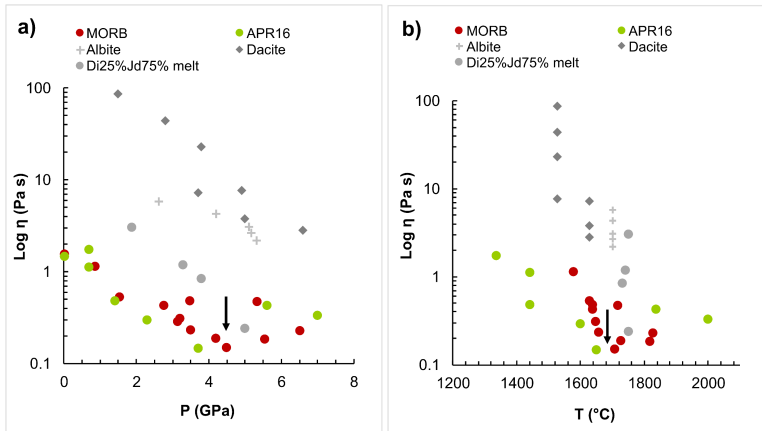 a)
MORB
APR16
Albite
Dacite
Di25%Jd75% melt
100
10
1
0.1
Log η (Pa s)
0
2
4
6
8
P (GPa)
b)
MORB
APR16
Albite
Dacite
Di25%Jd75% melt
100
10
1
0.1
Log η (Pa s)
1200
1400
1600
1800
2000
T (°C)